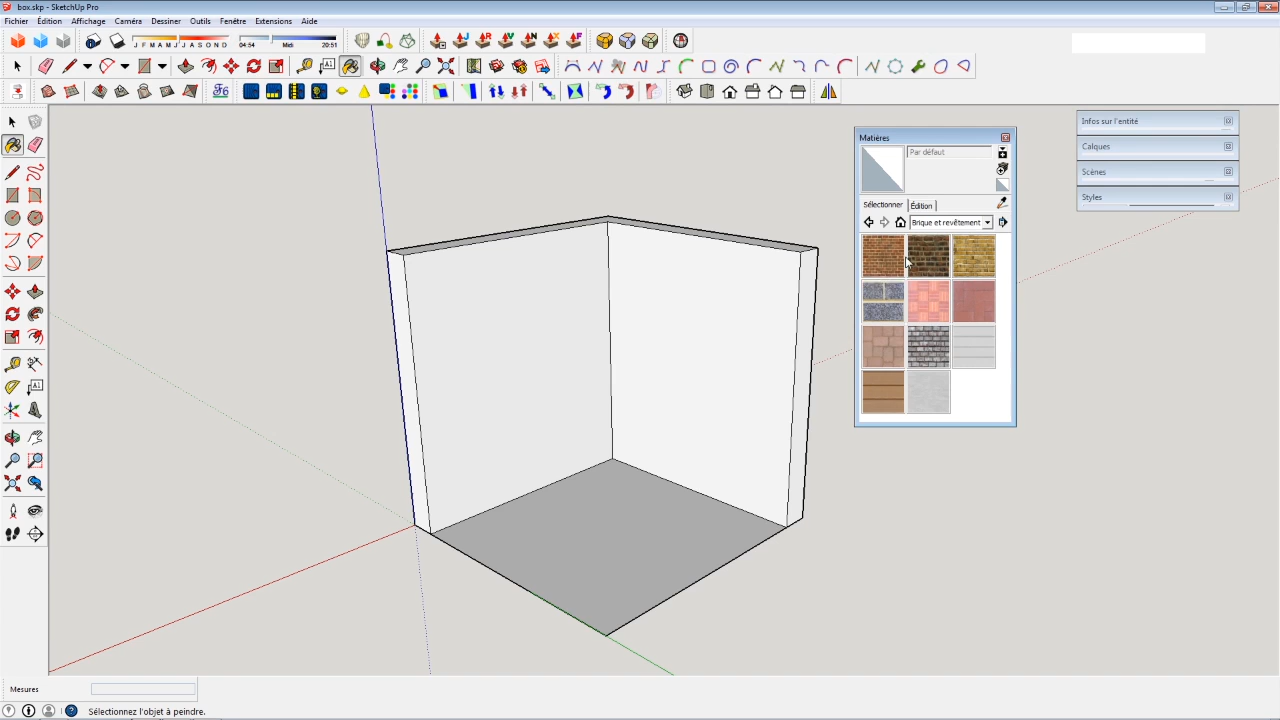 box.skp - SketchUp Pro
Fichier Édition Affichage Caméra Dessiner Outils Fenêtre Extensions Aide
J F M A M J J A S O N D 04:54 Midi 20:51
Infos sur l'entité
Calques
Scènes
Styles
Matières
Par défaut
Sélectionner Édition
Brique et revêtement
Mesures
Sélectionnez l'objet à peindre.